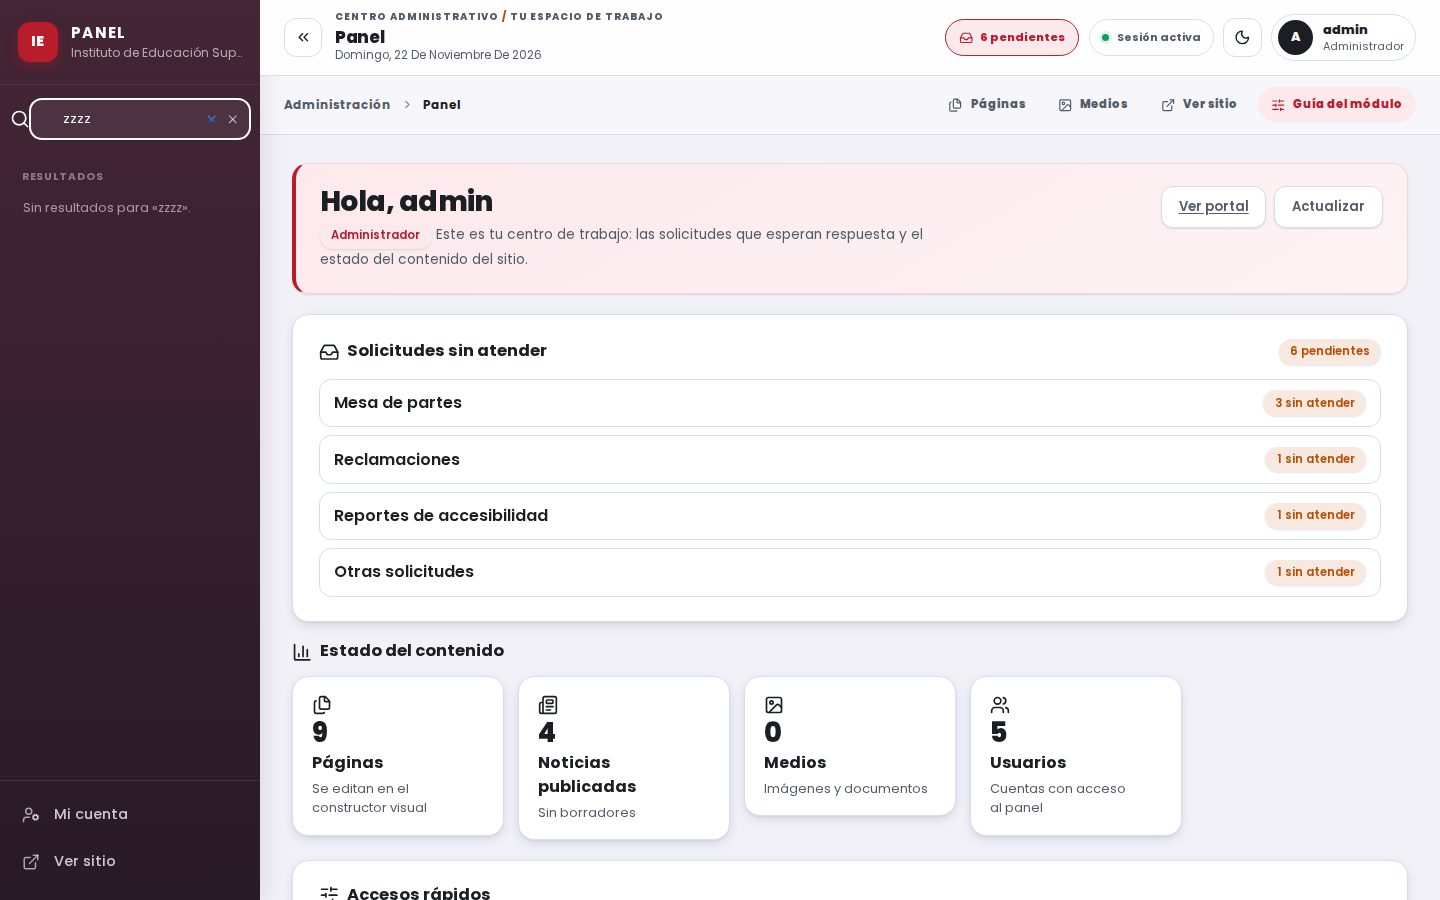 IE
PANEL
Instituto de Educación Sup...
zzzz
RESULTADOS
Sin resultados para «zzzz».
Mi cuenta
Ver sitio
CENTRO ADMINISTRATIVO / TU ESPACIO DE TRABAJO
Panel
Domingo, 22 De Noviembre De 2026
6 pendientes
Sesión activa
A
admin
Administrador
Administración > Panel
Páginas
Medios
Ver sitio
Guía del módulo
Hola, admin
Administrador Este es tu centro de trabajo: las solicitudes que esperan respuesta y el
estado del contenido del sitio.
Ver portal
Actualizar
Solicitudes sin atender
6 pendientes
Mesa de partes
3 sin atender
Reclamaciones
1 sin atender
Reportes de accesibilidad
1 sin atender
Otras solicitudes
1 sin atender
Estado del contenido
9
Páginas
Se editan en el
constructor visual
4
Noticias
publicadas
Sin borradores
0
Medios
Imágenes y documentos
5
Usuarios
Cuentas con acceso
al panel
Accesos rápidos